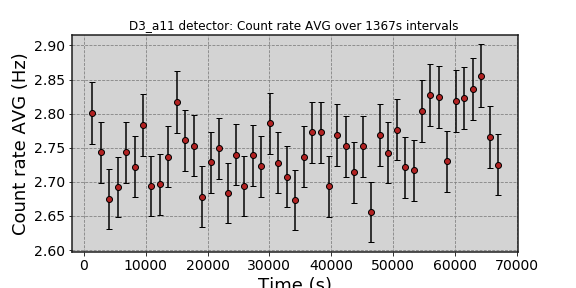 D3_a11 detector: Count rate AVG over 1367s intervals
Count rate AVG (Hz)
2.90
2.85
2.80
2.75
2.70
2.65
2.60
0 10000 20000 30000 40000 50000 60000 70000
Time (s)